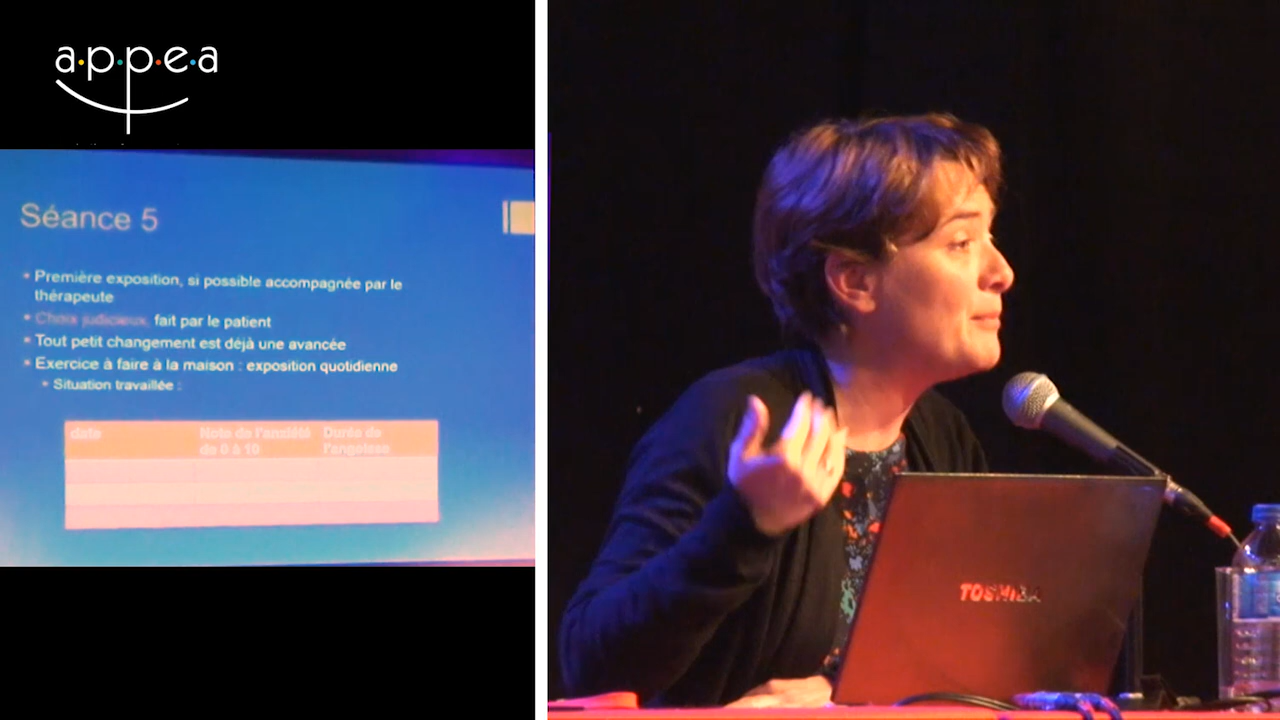 a·p·p·e·a
Séance 5
Première exposition, si possible accompagnée par le
thérapeute
Choix judicieux, fait par le patient
Tout petit changement est déjà une avancée
Exercice à faire à la maison : exposition quotidienne
Situation travaillée :
date
Note de l'anxiété
de 0 à 10
Durée de
l'angoisse
TOSHIBA